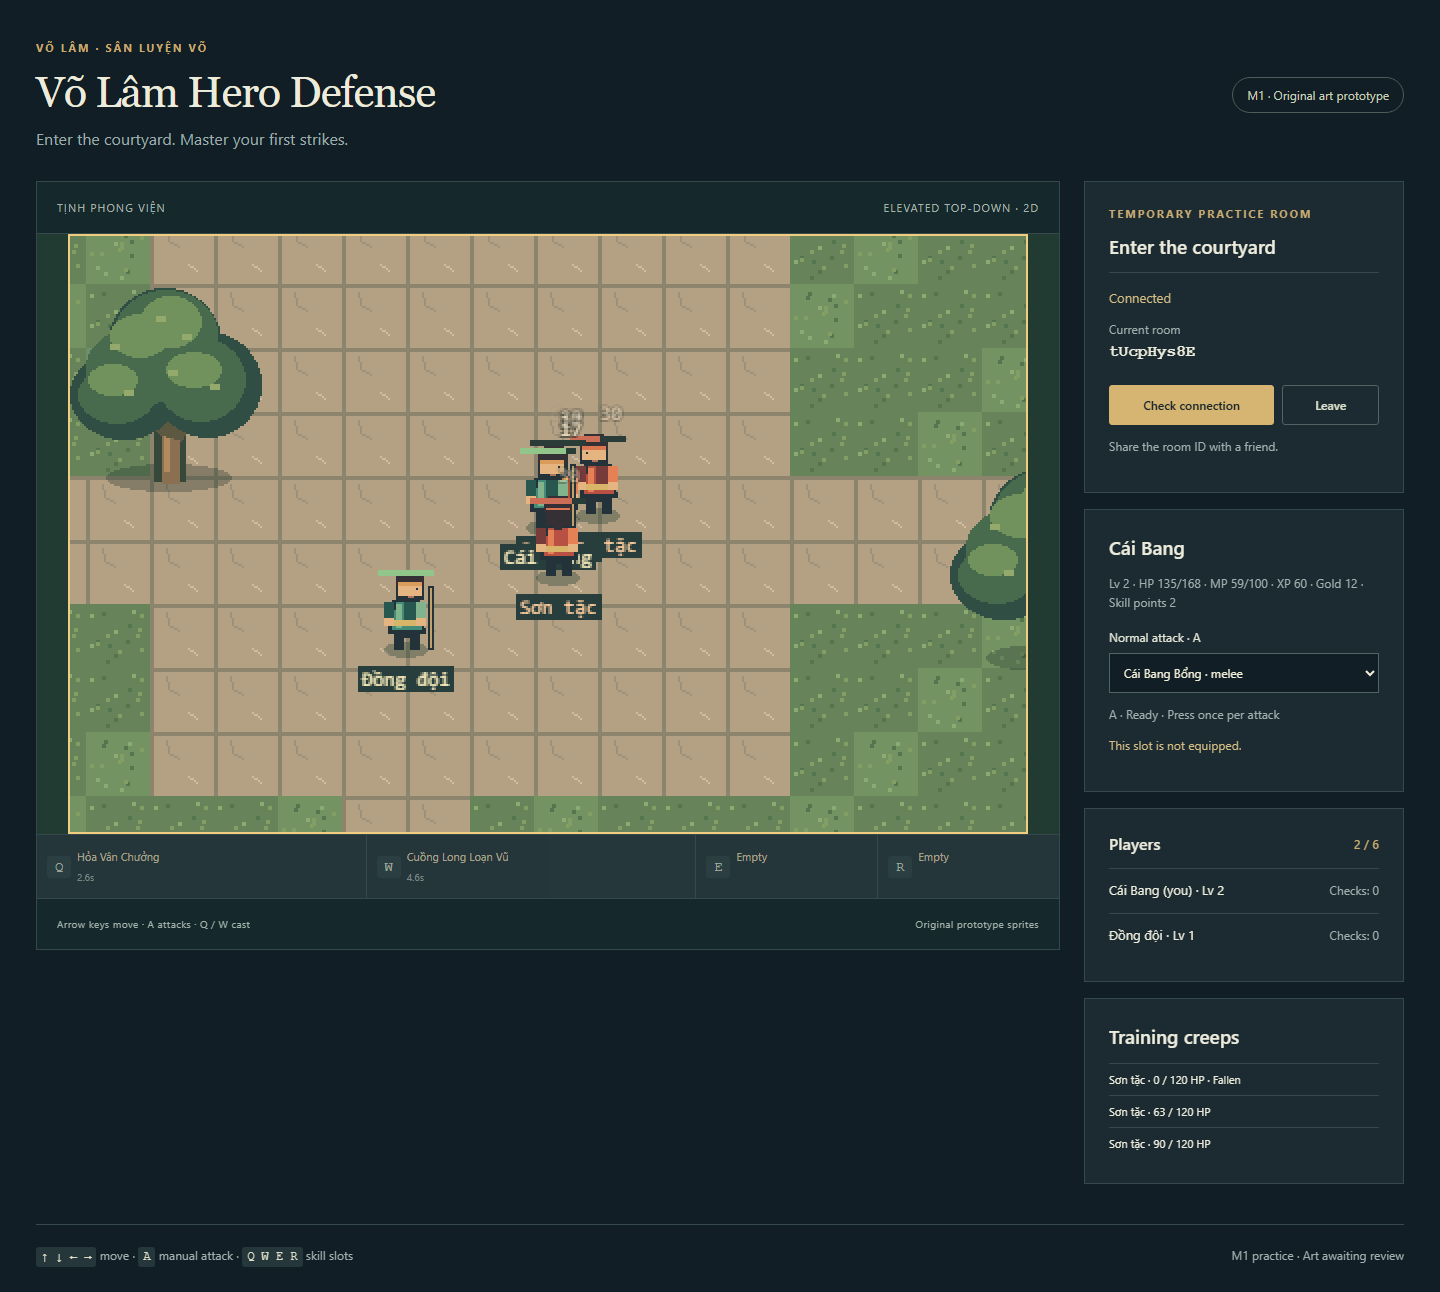 VÕ LÂM · SÂN LUYỆN VÕ
Võ Lâm Hero Defense
Enter the courtyard. Master your first strikes.
M1 · Original art prototype
TỊNH PHONG VIỆN
ELEVATED TOP-DOWN · 2D
30
17
tặc
Cái
g
Sơn tặc
Đồng đội
Q
Hỏa Vân Chưởng
2.6s
W
Cuồng Long Loạn Vũ
4.6s
E
Empty
R
Empty
Arrow keys move · A attacks · Q / W cast
Original prototype sprites
TEMPORARY PRACTICE ROOM
Enter the courtyard
Connected
Current room
tUcpHys8E
Check connection
Leave
Share the room ID with a friend.
Cái Bang
Lv 2 · HP 135/168 · MP 59/100 · XP 60 · Gold 12 ·
Skill points 2
Normal attack · A
Cái Bang Bổng · melee
A · Ready · Press once per attack
This slot is not equipped.
Players
2 / 6
Cái Bang (you) · Lv 2
Checks: 0
Đồng đội · Lv 1
Checks: 0
Training creeps
Sơn tặc · 0 / 120 HP · Fallen
Sơn tặc · 63 / 120 HP
Sơn tặc · 90 / 120 HP
↑ ↓ ← → move · A manual attack · Q W E R skill slots
M1 practice · Art awaiting review